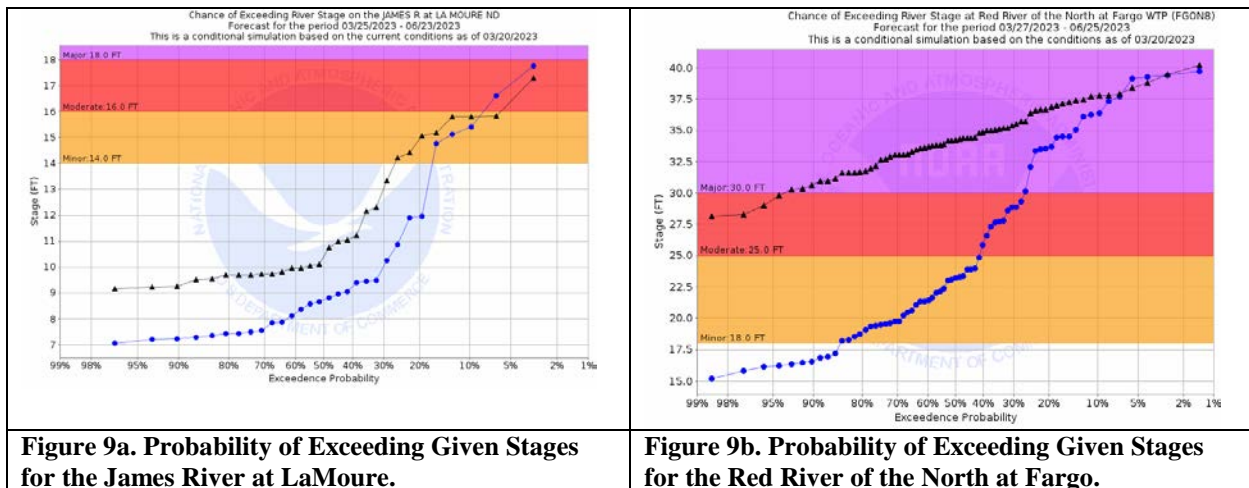 Chance of Exceeding River Stage on the JAMES R at LA MOURE ND
Forecast for the period 03/25/2023 - 06/23/2023
This is a conditional simulation based on the current conditions as of 03/20/2023
Major:18.0 FT
Moderate:16.0 FT
Minor:14.0 FT
18
17
16
15
14
13
12
11
10
9
8
7
Stage (FT)
99% 98% 95% 90% 80% 70% 60% 50% 40% 30% 20% 10% 5% 2% 1%
Exceedence Probability
Figure 9a. Probability of Exceeding Given Stages
for the James River at LaMoure.
Chance of Exceeding River Stage at Red River of the North at Fargo WTP (FGON8)
Forecast for the period 03/27/2023 - 06/25/2023
This is a conditional simulation based on the conditions as of 03/20/2023
40.0
37.5
35.0
32.5
30.0
27.5
25.0
22.5
20.0
17.5
15.0
Major:30.0 FT
Moderate:25.0 FT
Minor:18.0 FT
Stage (FT)
99% 98% 95% 90% 80% 70% 60% 50% 40% 30% 20% 10% 5% 2% 1%
Exceedence Probability
Figure 9b. Probability of Exceeding Given Stages
for the Red River of the North at Fargo.